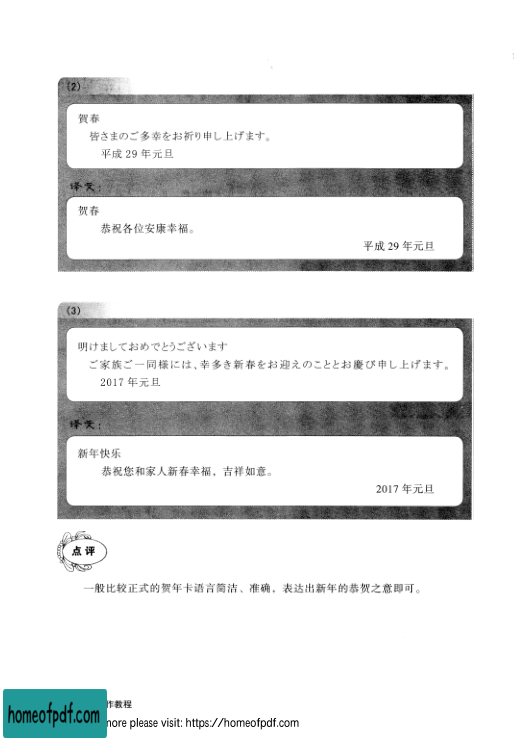 (2)
賀春
皆さまのご多幸をお祈り申し上げます。
平成 29 年元旦
译文:
贺春
恭祝各位安康幸福。
平成 29 年元旦
(3)
明けましておめでとうございます
ご家族ご一同様には、幸多き新春をお迎えのこととお慶び申し上げます。
2017 年元旦
译文:
新年快乐
恭祝您和家人新春幸福，吉祥如意。
2017 年元旦
点评
一般比较正式的贺年卡语言简洁、准确，表达出新年的恭贺之意即可。
作教程
homeofpdf.com
more please visit: https://homeofpdf.com